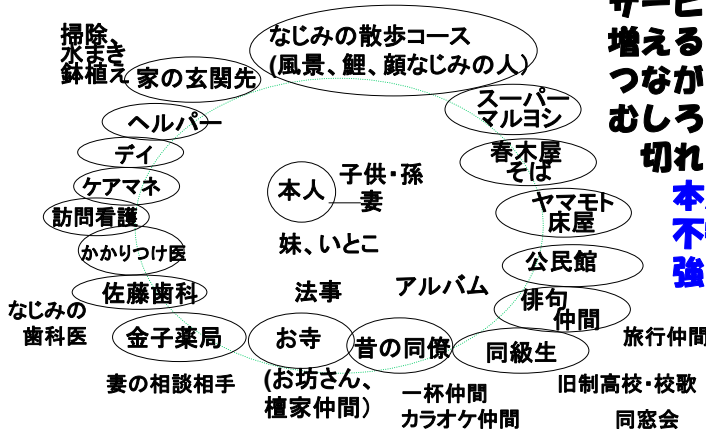 掃除、
水まき
鉢植え
家の玄関先
なじみの散歩コース
(風景、鯉、顔なじみの人)
サービ
増える
つなが
むしろ
切れ
ヘルパー
スーパー
マルヨシ
デイ
春木屋
そば
ケアマネ
本人
子供・孫
妻
訪問看護
ヤマモト
床屋
かかりつけ医
妹、いとこ
公民館
佐藤歯科
法事
アルバム
俳句
仲間
なじみの
歯科医
金子薬局
お寺
昔の同僚
同級生
旅行仲間
妻の相談相手
(お坊さん、
檀家仲間)
一杯仲間
カラオケ仲間
旧制高校・校歌
同窓会